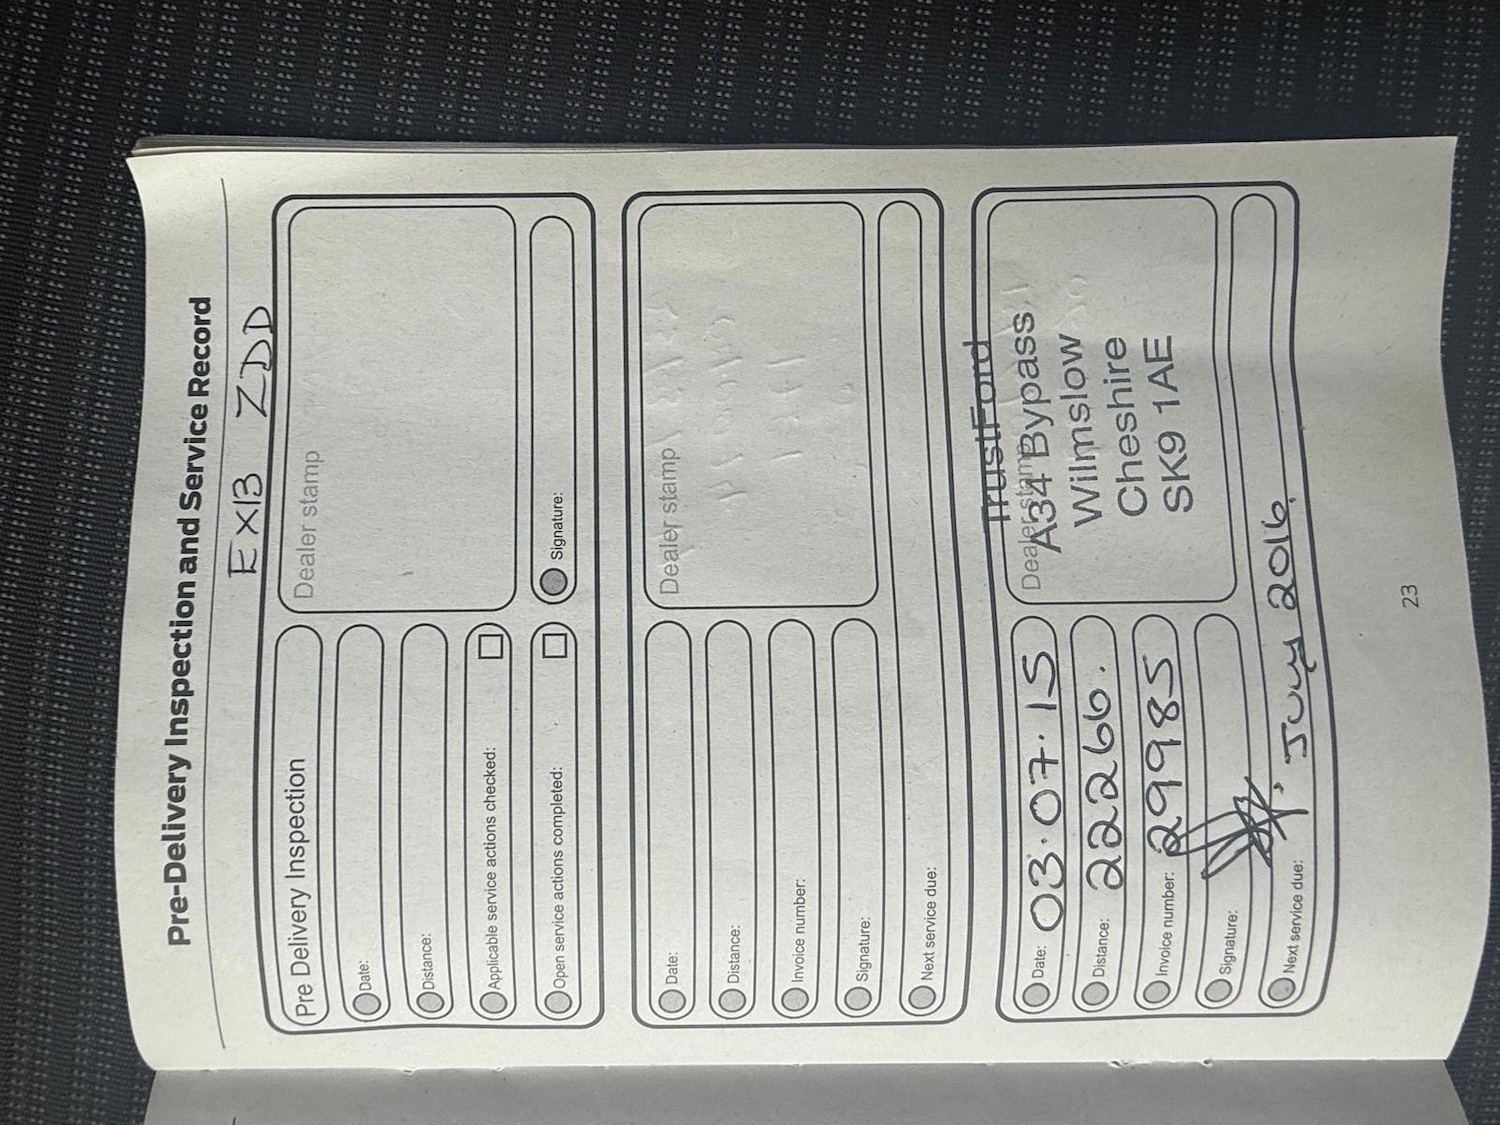 Pre-Delivery Inspection and Service Record
EX13 ZDD
Pre Delivery Inspection
Dealer stamp
Date:
Distance:
Applicable service actions checked:
Open service actions completed:
Signature:
Dealer stamp
Date:
Distance:
Invoice number:
Signature:
Next service due:
TrustFord
Dealer stamp
A34 Bypass
Wilmslow
Cheshire
SK9 1AE
Date: 03.07.15
Distance: 22266.
Invoice number: 29985
Signature:
Next service due: July 2016.
23